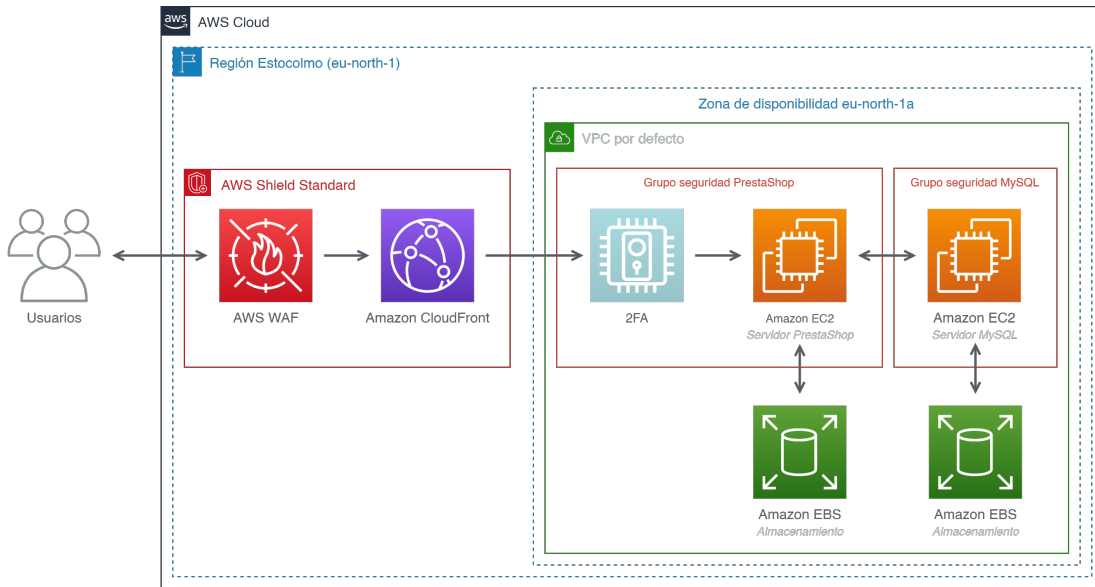 aws
AWS Cloud
Región Estocolmo (eu-north-1)
Zona de disponibilidad eu-north-1a
VPC por defecto
AWS Shield Standard
Grupo seguridad PrestaShop
Grupo seguridad MySQL
Usuarios
AWS WAF
Amazon CloudFront
2FA
Amazon EC2
Servidor PrestaShop
Amazon EC2
Servidor MySQL
Amazon EBS
Almacenamiento
Amazon EBS
Almacenamiento